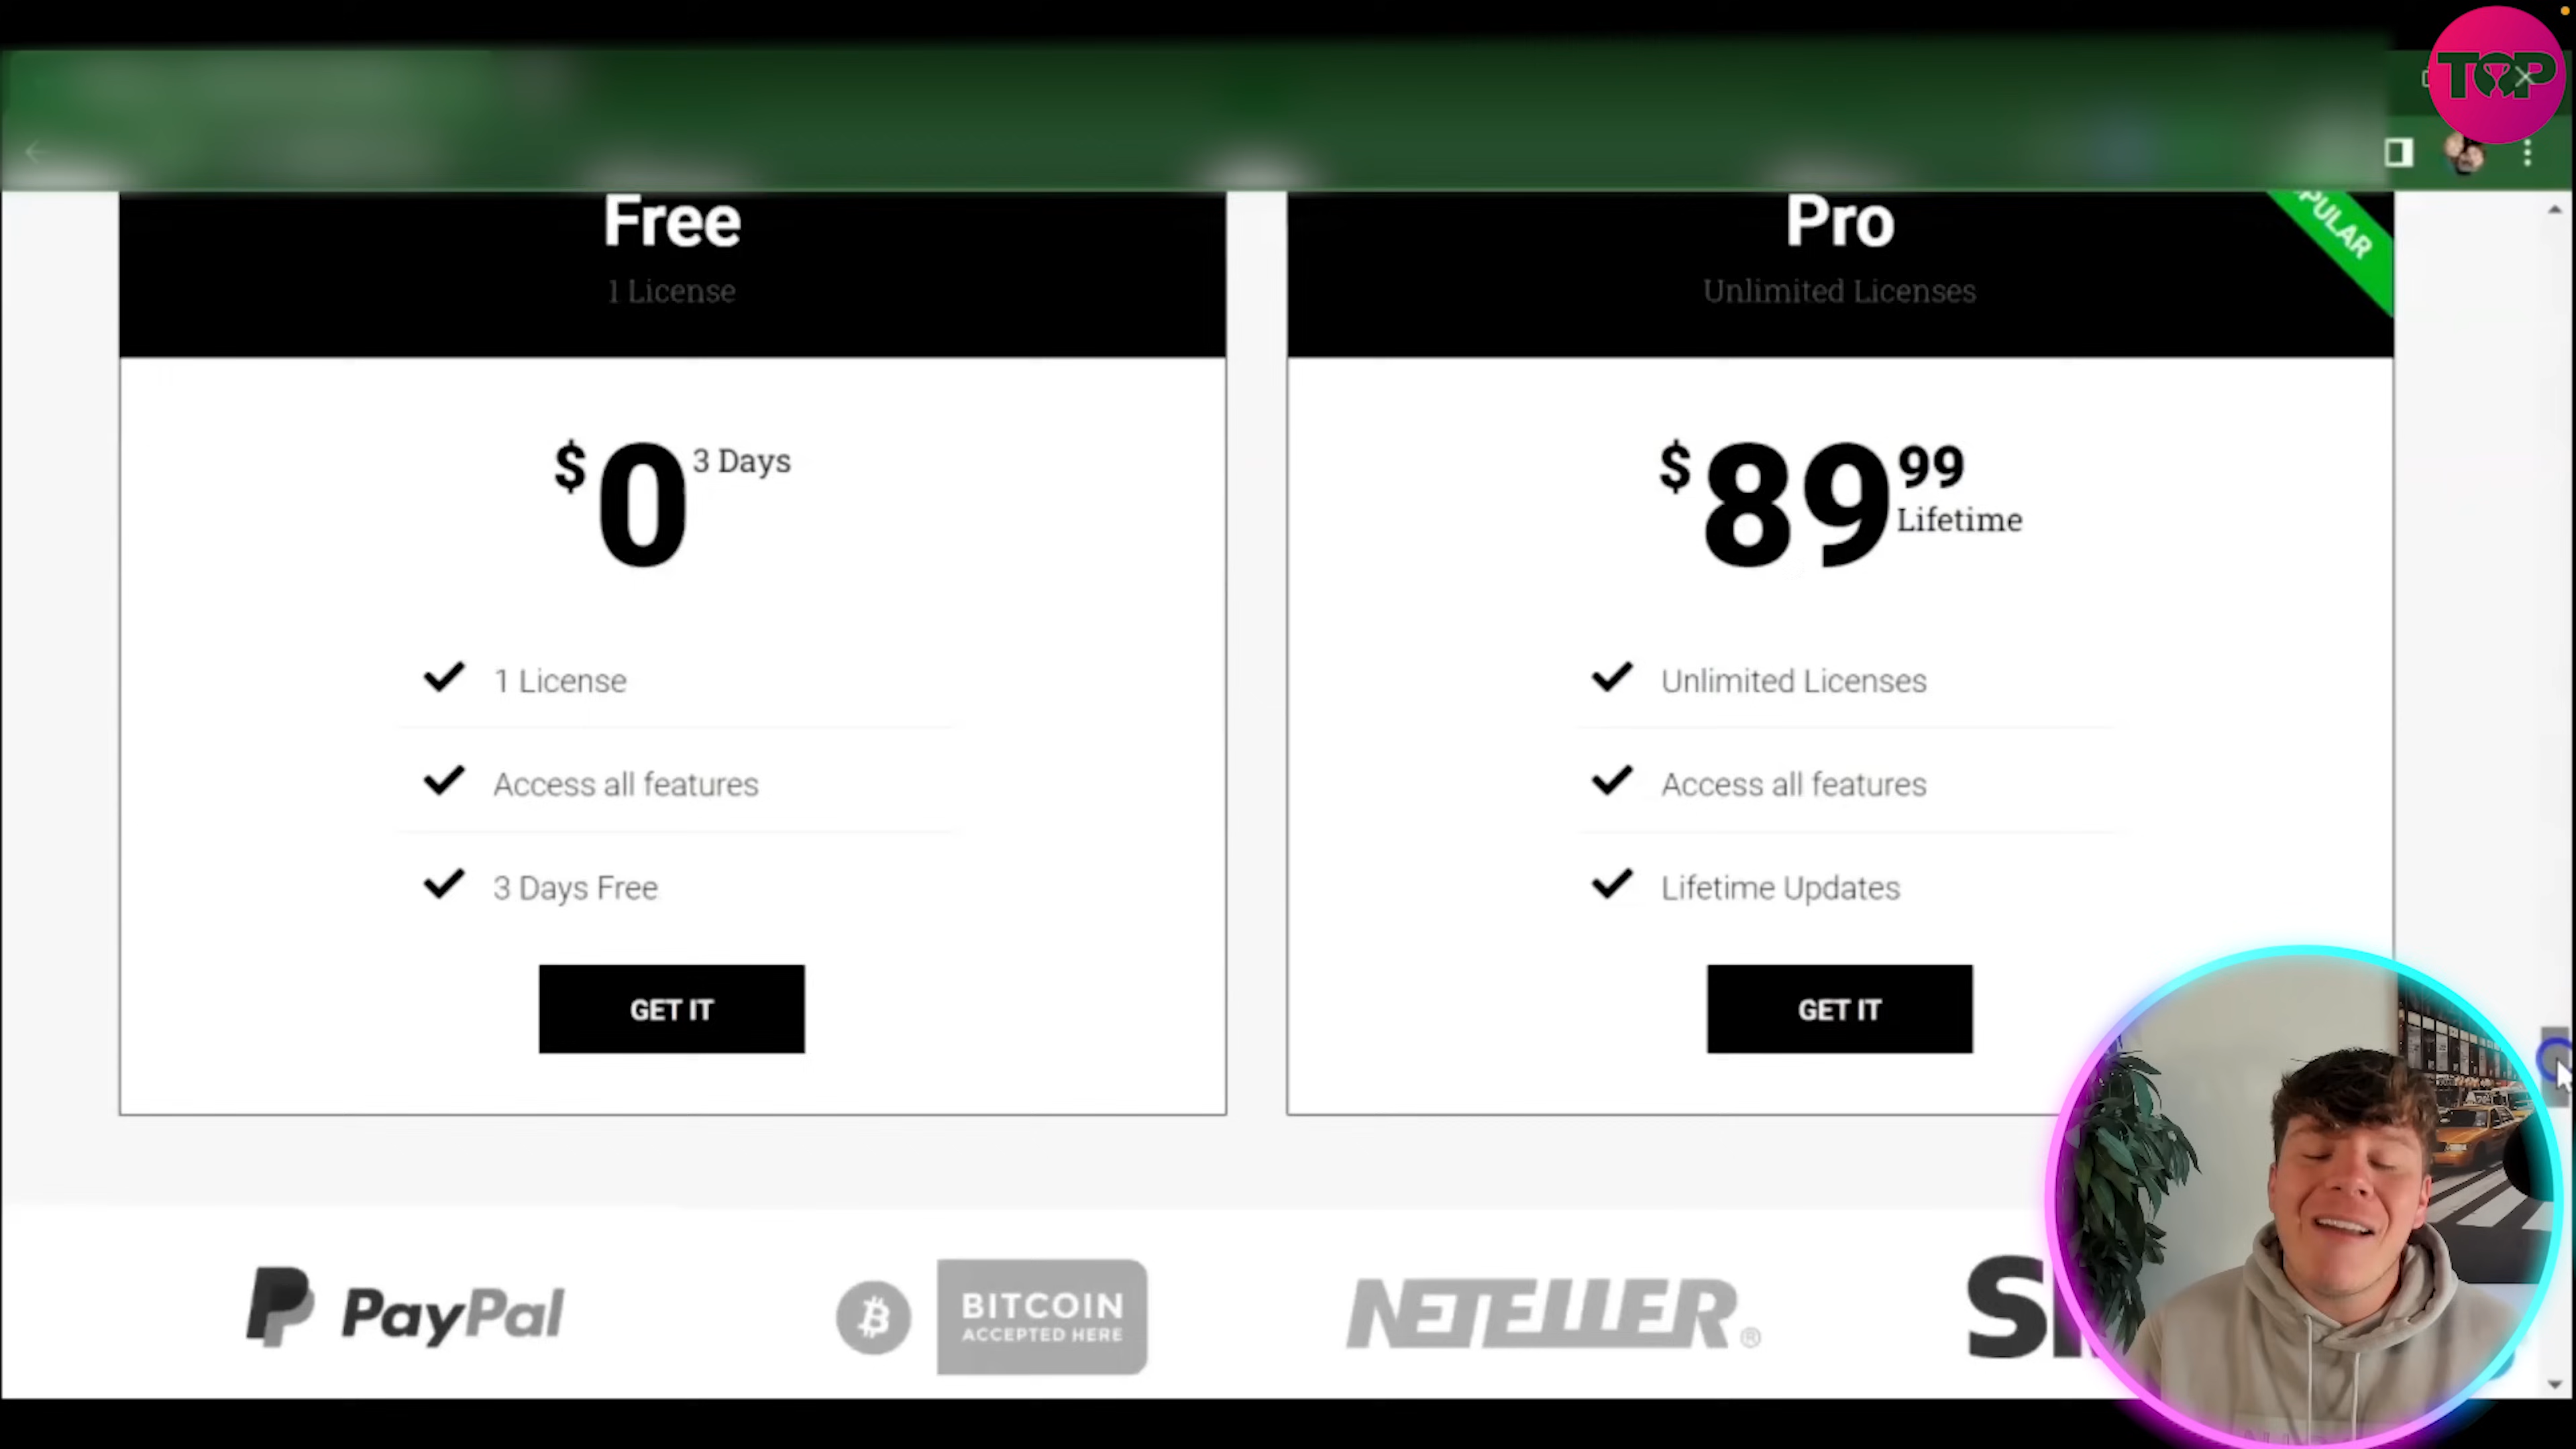 TOP
Free
1 License
$0 3 Days
1 License
Access all features
3 Days Free
GET IT
Pro
Unlimited Licenses
$89 99
Lifetime
Unlimited Licenses
Access all features
Lifetime Updates
GET IT
PayPal
BITCOIN
ACCEPTED HERE
NETELLER®